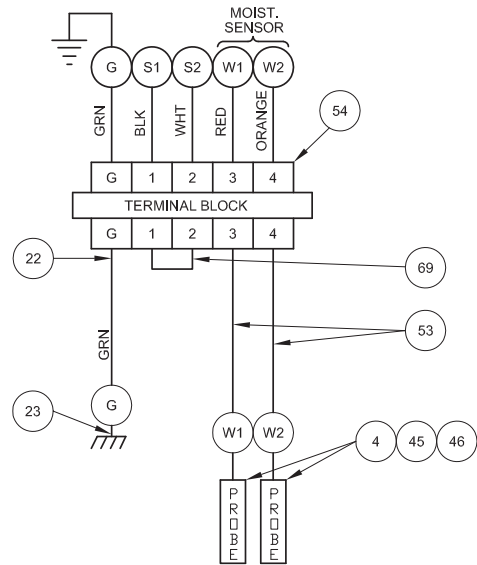 MOIST.
SENSOR
G S1 S2 W1 W2
GRN BLK WHT RED ORANGE
54
G 1 2 3 4
TERMINAL BLOCK
G 1 2 3 4
22
69
53
GRN
G
23
W1 W2
4 45 46
PROBE PROBE